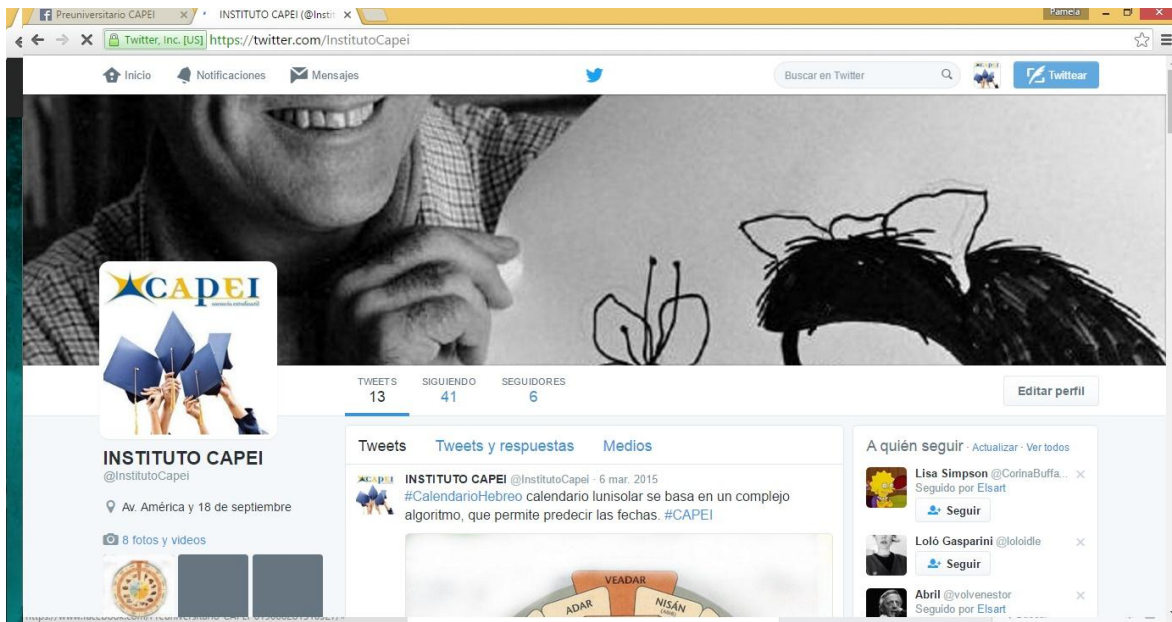 Preuniversitario CAPEI
INSTITUTO CAPEI (@Instit
Pamela
Twitter, Inc. [US] https://twitter.com/InstitutoCapei
Inicio Notificaciones Mensajes Buscar en Twitter Twittear
CAPEI
asesoría estudiantil
TWEETS SIGUIENDO SEGUIDORES
13 41 6
Editar perfil
INSTITUTO CAPEI
@InstitutoCapei
Av. América y 18 de septiembre
8 fotos y videos
Tweets Tweets y respuestas Medios
INSTITUTO CAPEI @InstitutoCapei · 6 mar. 2015
#CalendarioHebreo calendario lunisolar se basa en un complejo
algoritmo, que permite predecir las fechas. #CAPEI
VEADAR
ADAR NISÁN
A quién seguir · Actualizar · Ver todos
Lisa Simpson @CorinaBuffa...
Seguido por Elsart
Seguir
Loló Gasparini @loloidle
Seguir
Abril @volvenestor
Seguido por Elsart